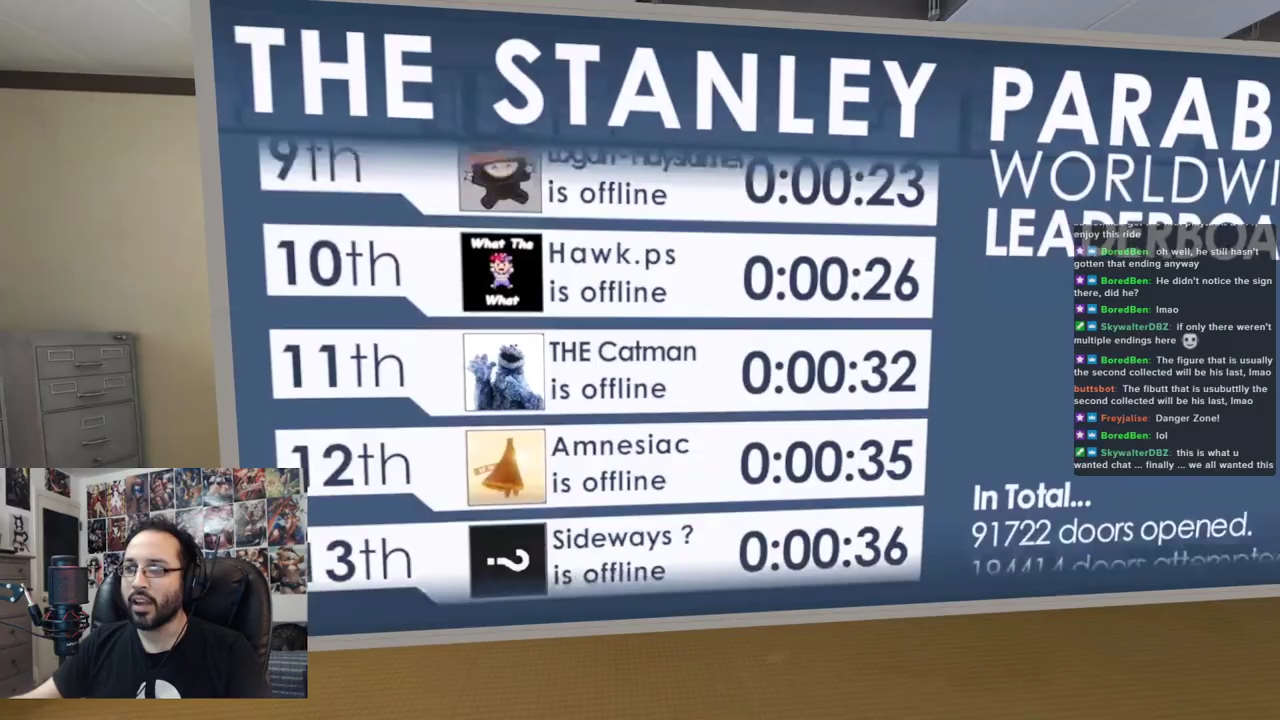 THE STANLEY PARAB
WORLDWI
LEADERBOA
9th
is offline
0:00:23
10th
What The
What
Hawk.ps
is offline
0:00:26
11th
THE Catman
is offline
0:00:32
12th
Amnesiac
is offline
0:00:35
13th
Sideways ?
is offline
0:00:36
In Total...
91722 doors opened.
194414 doors attempte
enjoy this ride
BorudBen: oh well, he still hasn't
gotten that ending anyway
BoredBen: He didn't notice the sign
there, did he?
BoredBen: lmao
SkywalterDBZ: if only there weren't
multiple endings here
BoredBen: The figure that is usually
the second collected will be his last, lmao
buttsbot: The fibutt that is usubuttlly the
second collected will be his last, lmao
Freyjalise: Danger Zone!
BoredBen: lol
SkywalterDBZ: this is what u
wanted chat ... finally ... we all wanted this